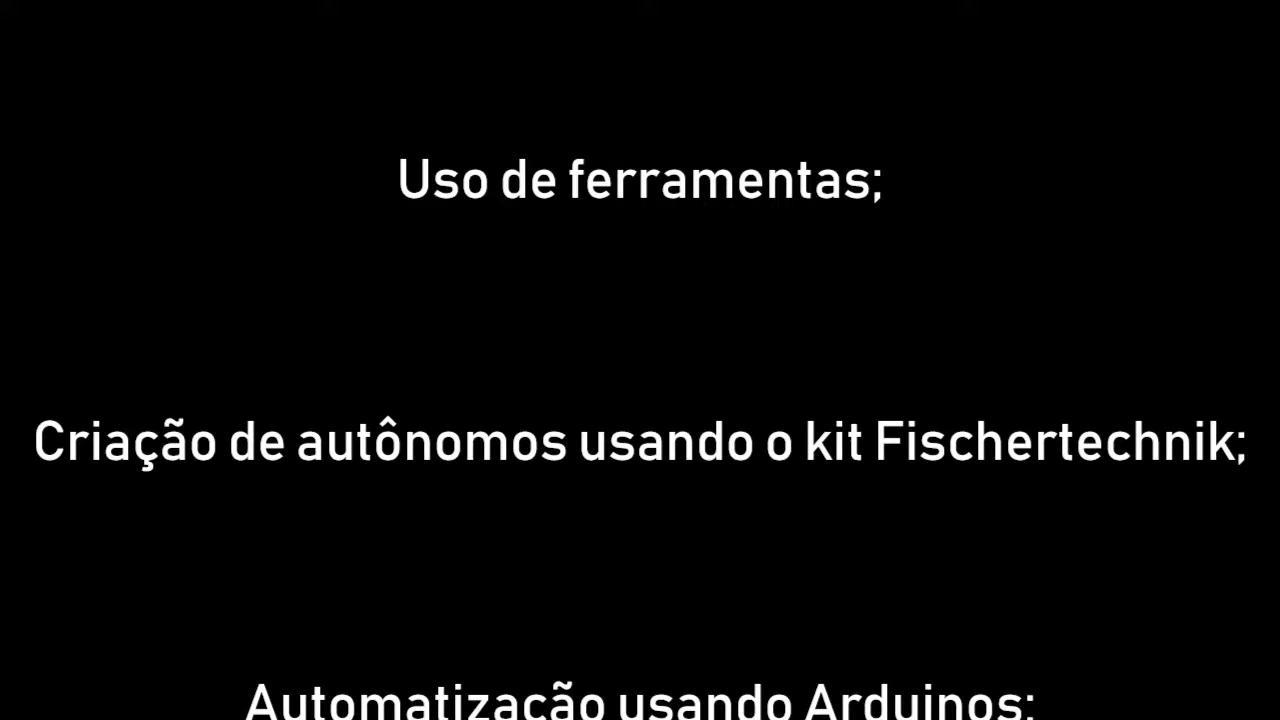 Uso de ferramentas;
Criação de autônomos usando o kit Fischertechnik;
Automatização usando Arduinos;